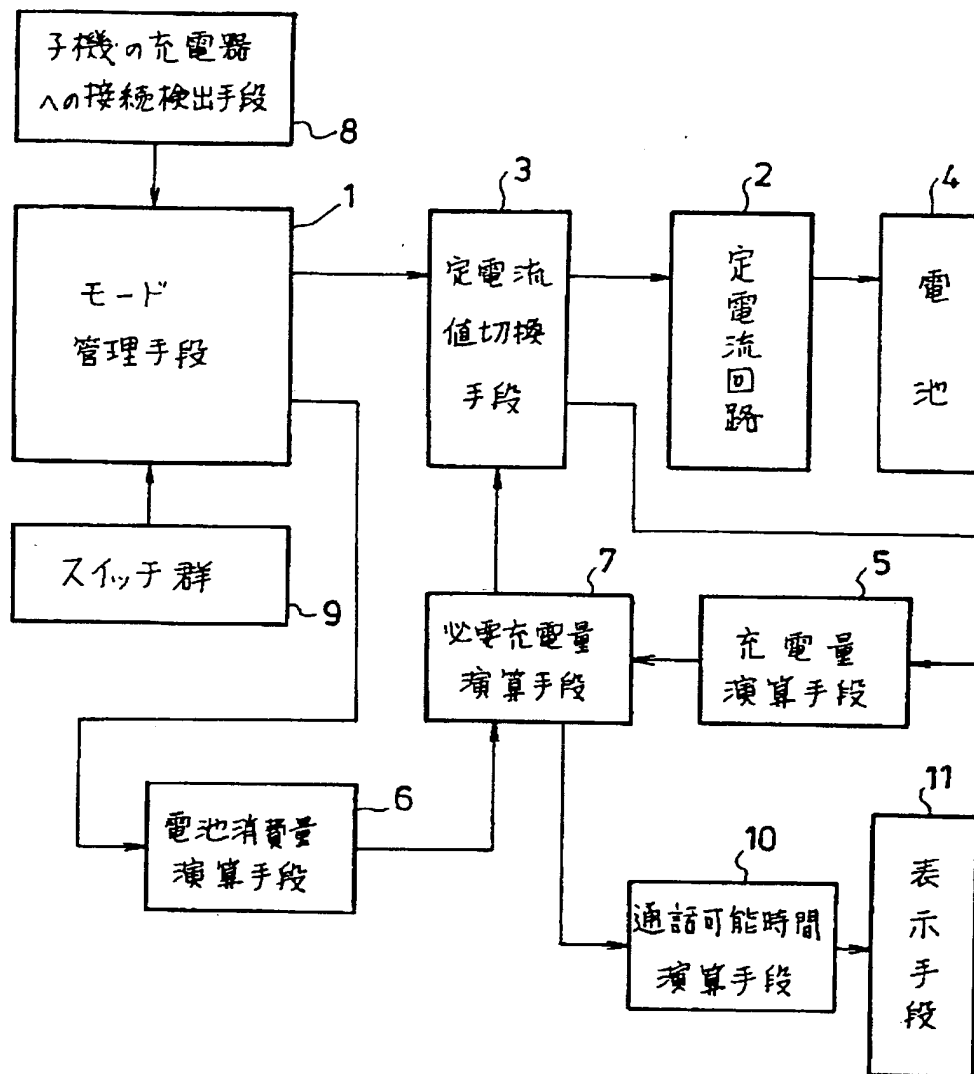 子機の充電器
への接続検出手段
8
1
モード
管理手段
3
定電流
値切換
手段
2
定電流回路
4
電池
スイッチ群
9
7
必要充電量
演算手段
5
充電量
演算手段
6
電池消費量
演算手段
10
通話可能時間
演算手段
11
表示手段